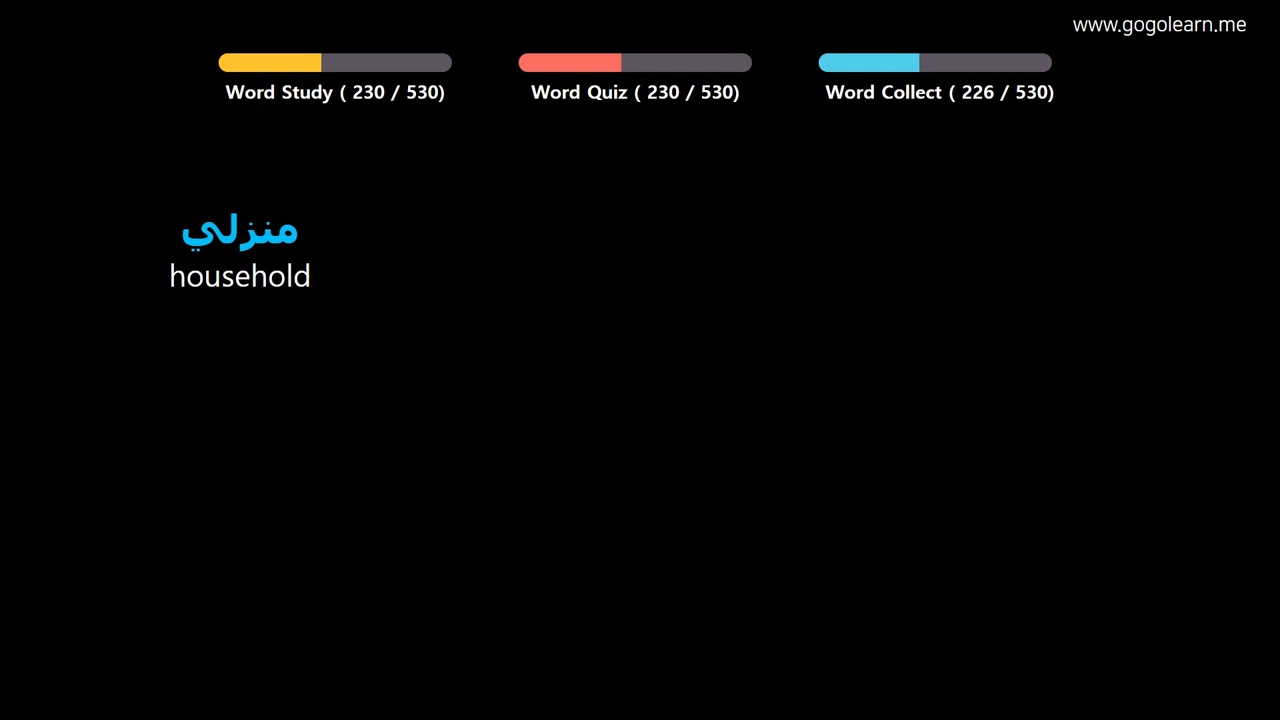 www.gogolearn.me
Word Study ( 230 / 530)
Word Quiz ( 230 / 530)
Word Collect ( 226 / 530)
منزلي
household